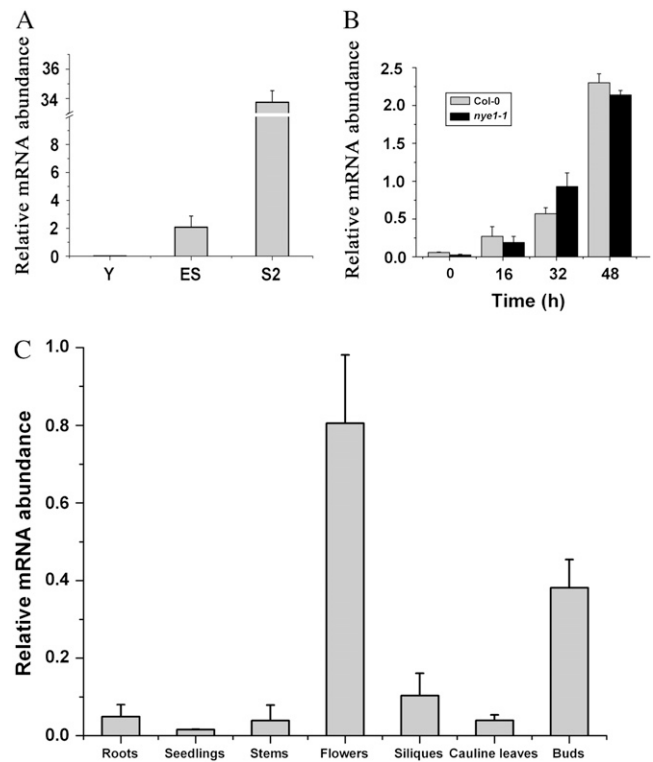 A
Relative mRNA abundance
36
34
8
6
4
2
0
Y ES S2
B
Relative mRNA abundance
2.5
2.0
1.5
1.0
0.5
0.0
Col-0
nye1-1
0 16 32 48
Time (h)
C
Relative mRNA abundance
1.0
0.8
0.6
0.4
0.2
0.0
Roots Seedlings Stems Flowers Siliques Cauline leaves Buds